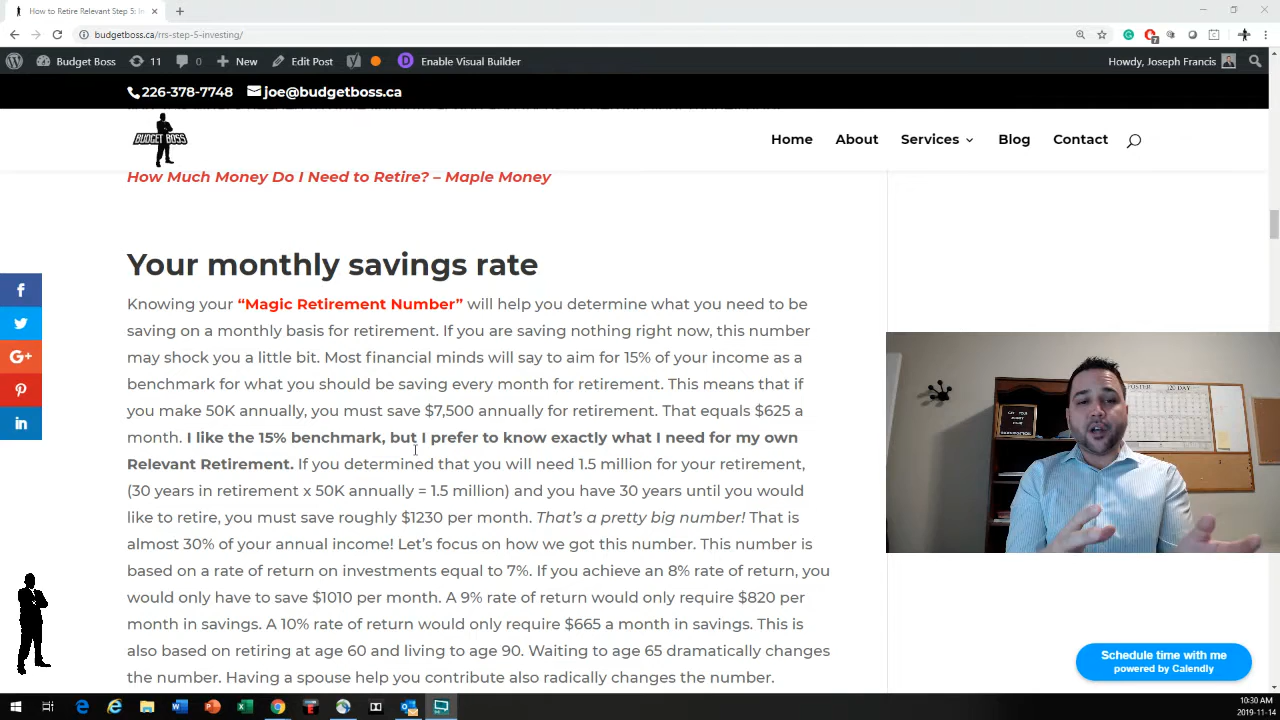 How to Retire Relevant Step 5: In
budgetboss.ca/rrs-step-5-investing/
7
Budget Boss
11
0
New
Edit Post
Enable Visual Builder
Howdy, Joseph Francis
226-378-7748
joe@budgetboss.ca
BUDGET BOSS
Home
About
Services
Blog
Contact
How Much Money Do I Need to Retire? – Maple Money
Your monthly savings rate
Knowing your “Magic Retirement Number” will help you determine what you need to be
saving on a monthly basis for retirement. If you are saving nothing right now, this number
may shock you a little bit. Most financial minds will say to aim for 15% of your income as a
benchmark for what you should be saving every month for retirement. This means that if
you make 50K annually, you must save $7,500 annually for retirement. That equals $625 a
month. I like the 15% benchmark, but I prefer to know exactly what I need for my own
Relevant Retirement. If you determined that you will need 1.5 million for your retirement,
(30 years in retirement x 50K annually = 1.5 million) and you have 30 years until you would
like to retire, you must save roughly $1230 per month. That’s a pretty big number! That is
almost 30% of your annual income! Let’s focus on how we got this number. This number is
based on a rate of return on investments equal to 7%. If you achieve an 8% rate of return, you
would only have to save $1010 per month. A 9% rate of return would only require $820 per
month in savings. A 10% rate of return would only require $665 a month in savings. This is
also based on retiring at age 60 and living to age 90. Waiting to age 65 dramatically changes
the number. Having a spouse help you contribute also radically changes the number.
20 DAY
Schedule time with me
powered by Calendly
10:30 AM
2019-11-14